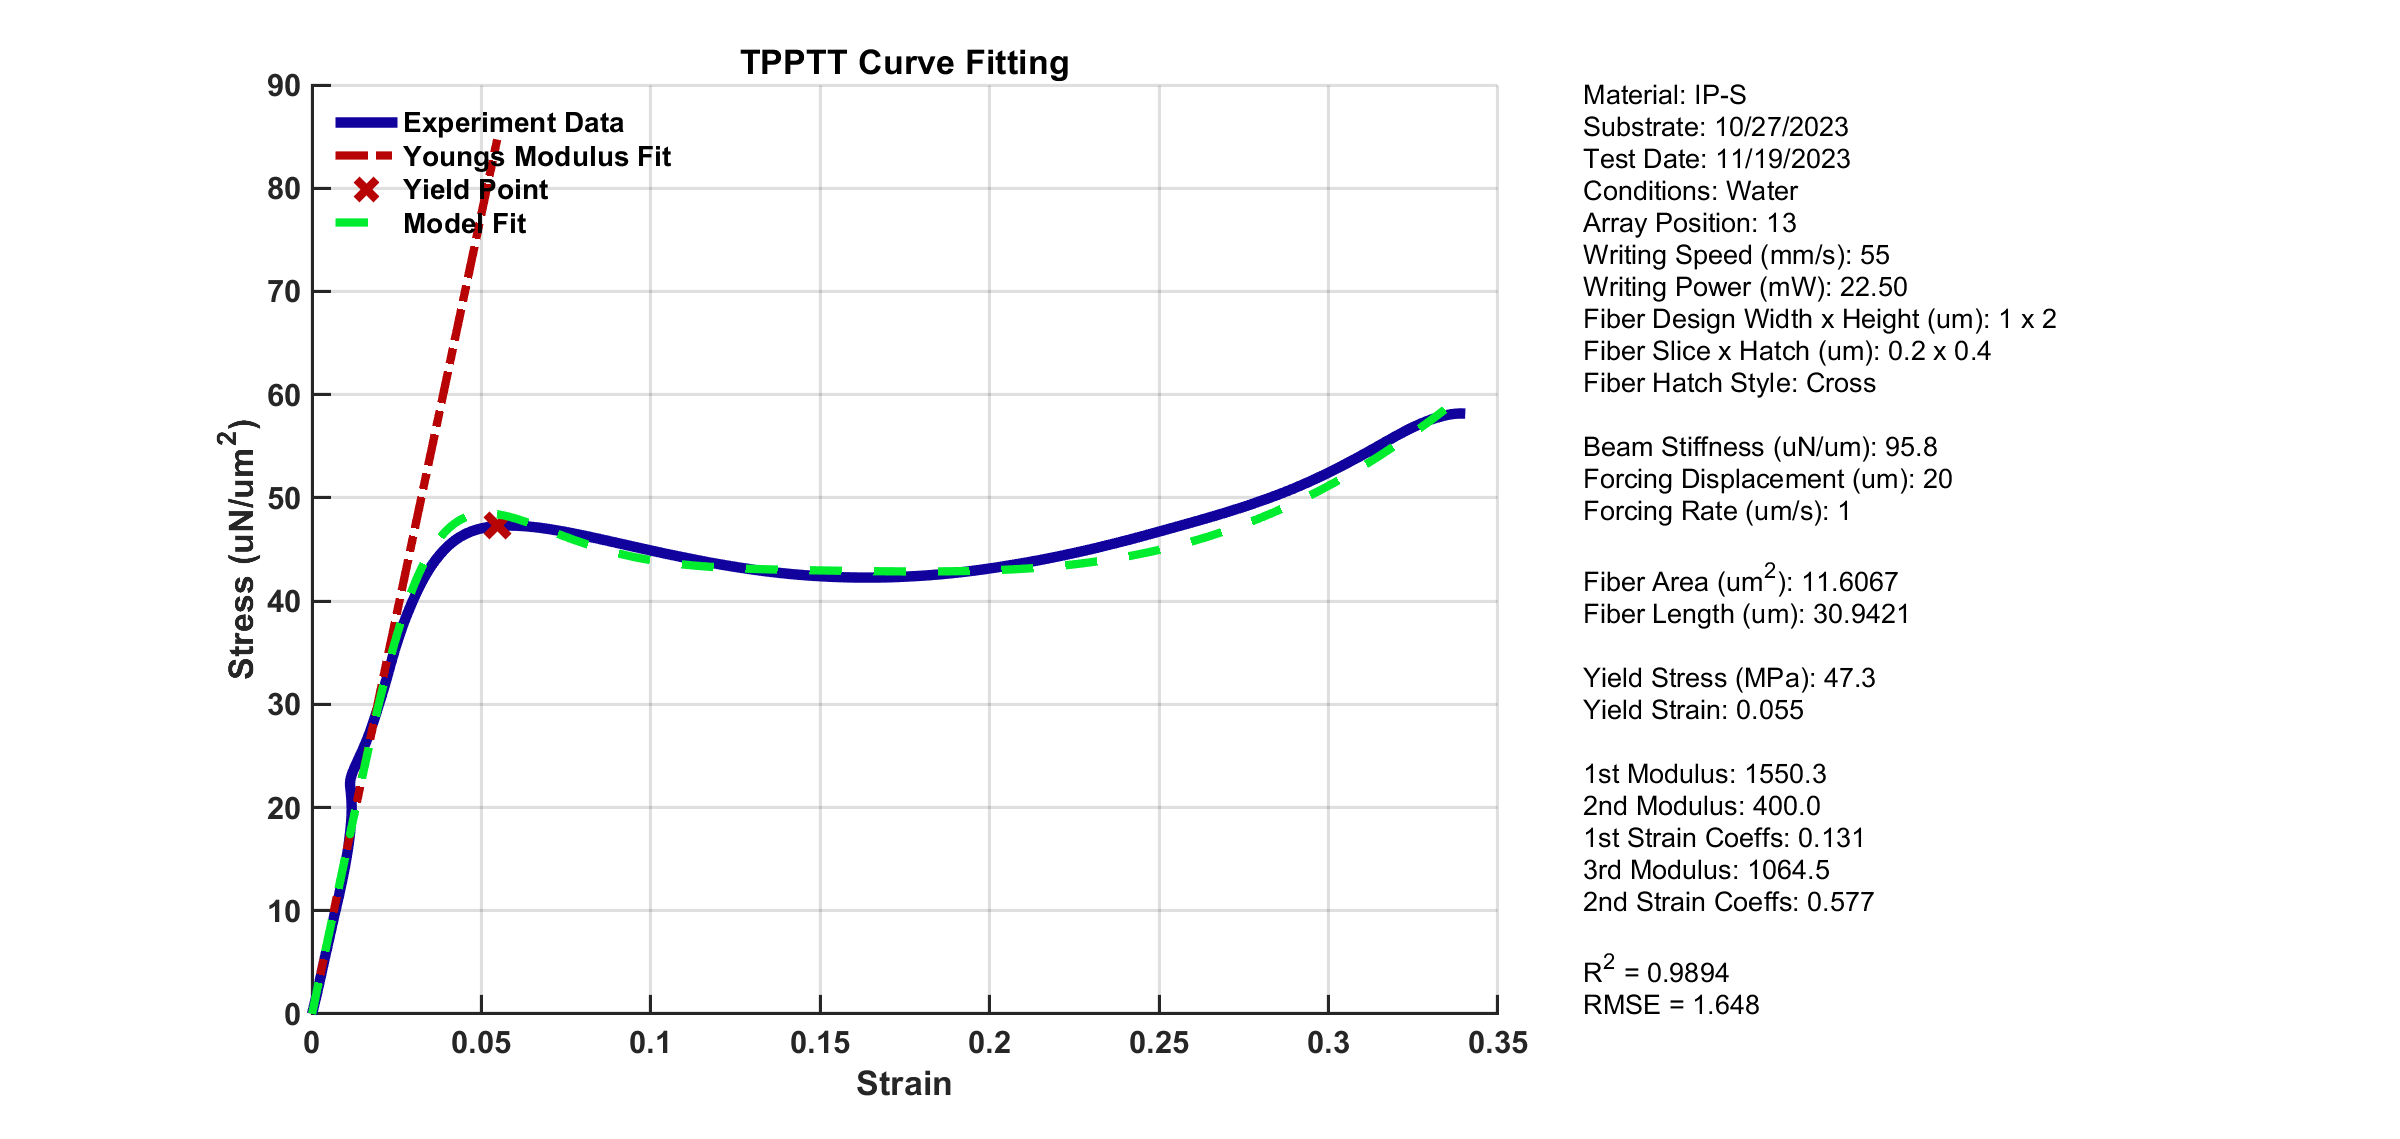 TPPTT Curve Fitting
90
80
70
60
50
40
30
20
10
0
Stress (uN/um²)
Experiment Data
Youngs Modulus Fit
Yield Point
Model Fit
0 0.05 0.1 0.15 0.2 0.25 0.3 0.35
Strain
Material: IP-S
Substrate: 10/27/2023
Test Date: 11/19/2023
Conditions: Water
Array Position: 13
Writing Speed (mm/s): 55
Writing Power (mW): 22.50
Fiber Design Width x Height (um): 1 x 2
Fiber Slice x Hatch (um): 0.2 x 0.4
Fiber Hatch Style: Cross
Beam Stiffness (uN/um): 95.8
Forcing Displacement (um): 20
Forcing Rate (um/s): 1
Fiber Area (um²): 11.6067
Fiber Length (um): 30.9421
Yield Stress (MPa): 47.3
Yield Strain: 0.055
1st Modulus: 1550.3
2nd Modulus: 400.0
1st Strain Coeffs: 0.131
3rd Modulus: 1064.5
2nd Strain Coeffs: 0.577
R² = 0.9894
RMSE = 1.648